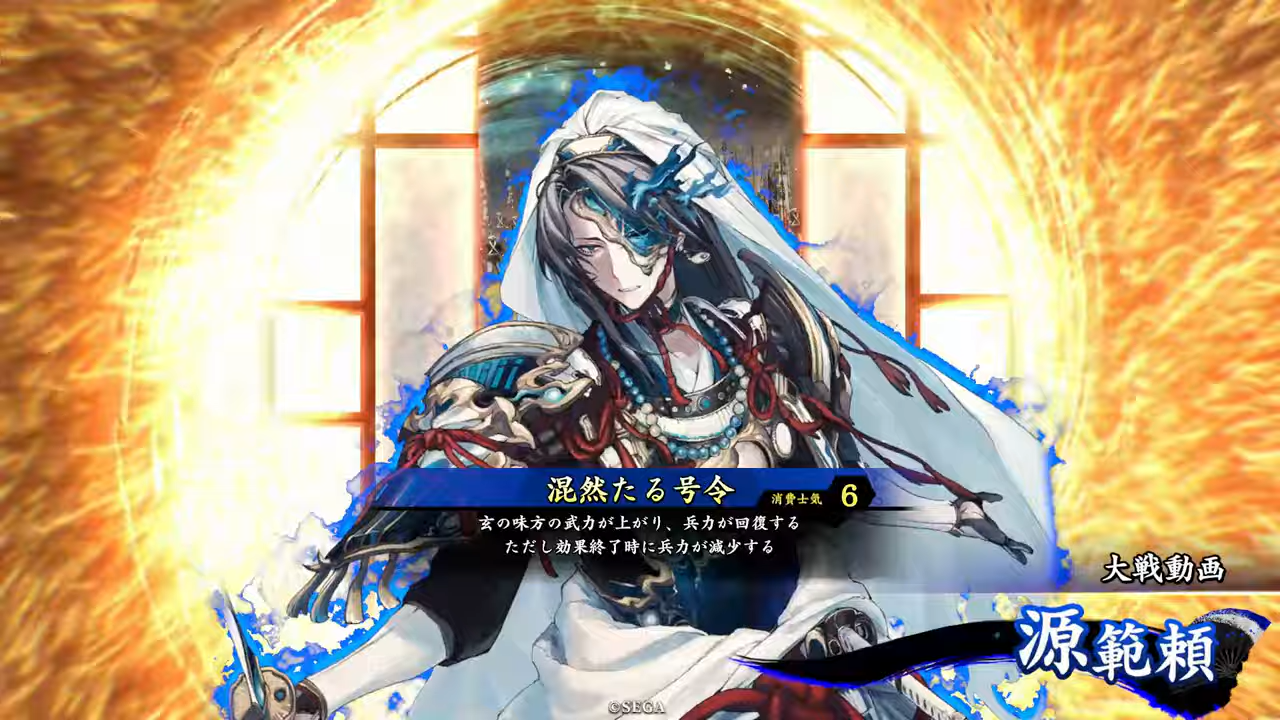 混然たる号令
消費士気 6
玄の味方の武力が上がり、兵力が回復する
ただし効果終了時に兵力が減少する
大戦動画
源範頼
©SEGA